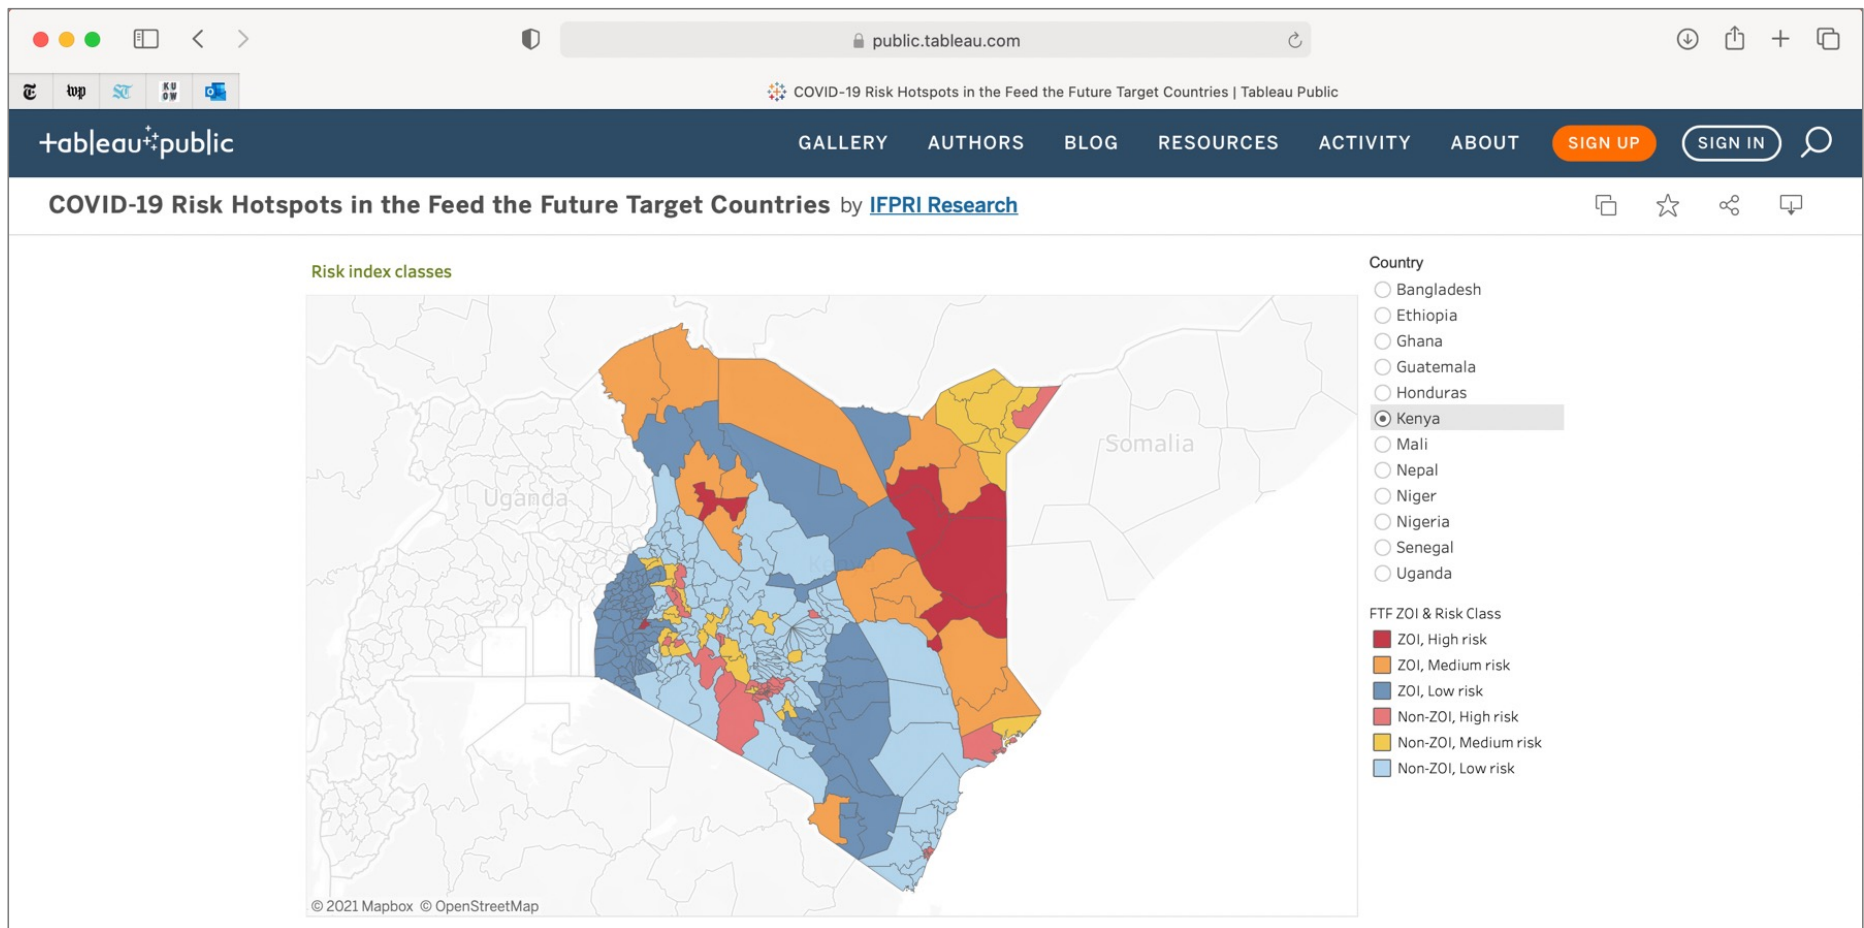 public.tableau.com
COVID-19 Risk Hotspots in the Feed the Future Target Countries | Tableau Public
wp
ST
KU
OW
+ableau public
GALLERY AUTHORS BLOG RESOURCES ACTIVITY ABOUT SIGN UP SIGN IN
COVID-19 Risk Hotspots in the Feed the Future Target Countries by IFPRI Research
Risk index classes
Uganda
Somalia
© 2021 Mapbox © OpenStreetMap
Country
Bangladesh
Ethiopia
Ghana
Guatemala
Honduras
Kenya
Mali
Nepal
Niger
Nigeria
Senegal
Uganda
FTF ZOI & Risk Class
ZOI, High risk
ZOI, Medium risk
ZOI, Low risk
Non-ZOI, High risk
Non-ZOI, Medium risk
Non-ZOI, Low risk